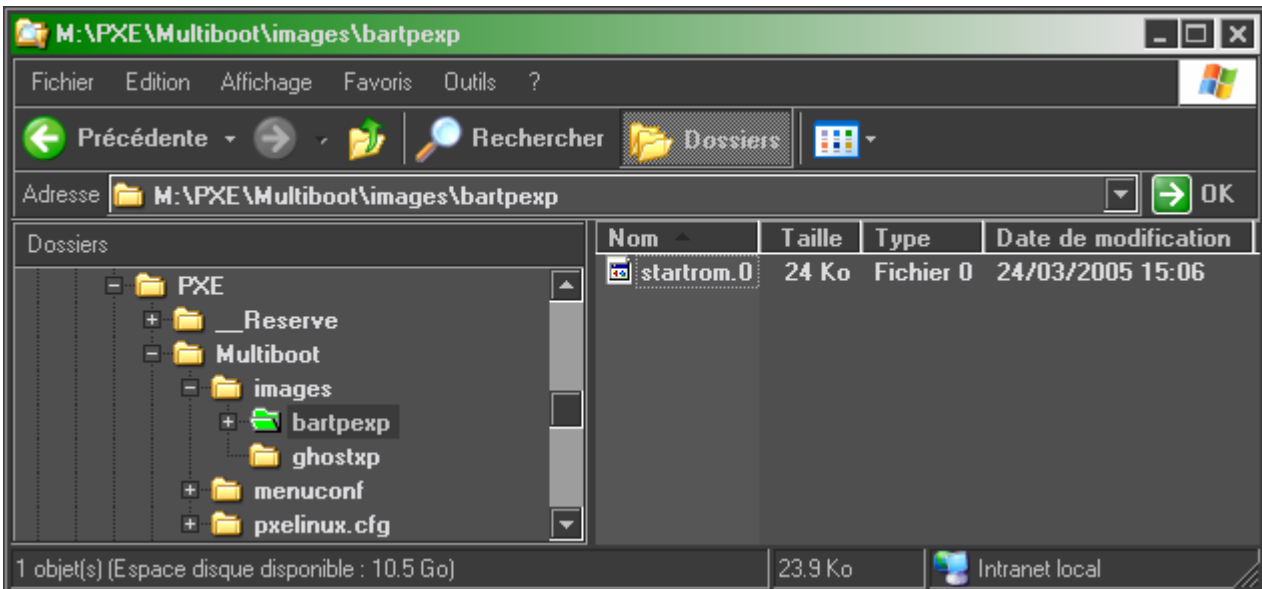 M:\PXE\Multiboot\images\bartpexp
Fichier Edition Affichage Favoris Outils ?
Précédente Rechercher Dossiers
Adresse M:\PXE\Multiboot\images\bartpexp OK
Dossiers
PXE
__Reserve
Multiboot
images
bartpexp
ghostxp
menuconf
pxelinux.cfg
Nom Taille Type Date de modification
startrom.0 24 Ko Fichier 0 24/03/2005 15:06
1 objet(s) (Espace disque disponible : 10.5 Go) 23.9 Ko Intranet local